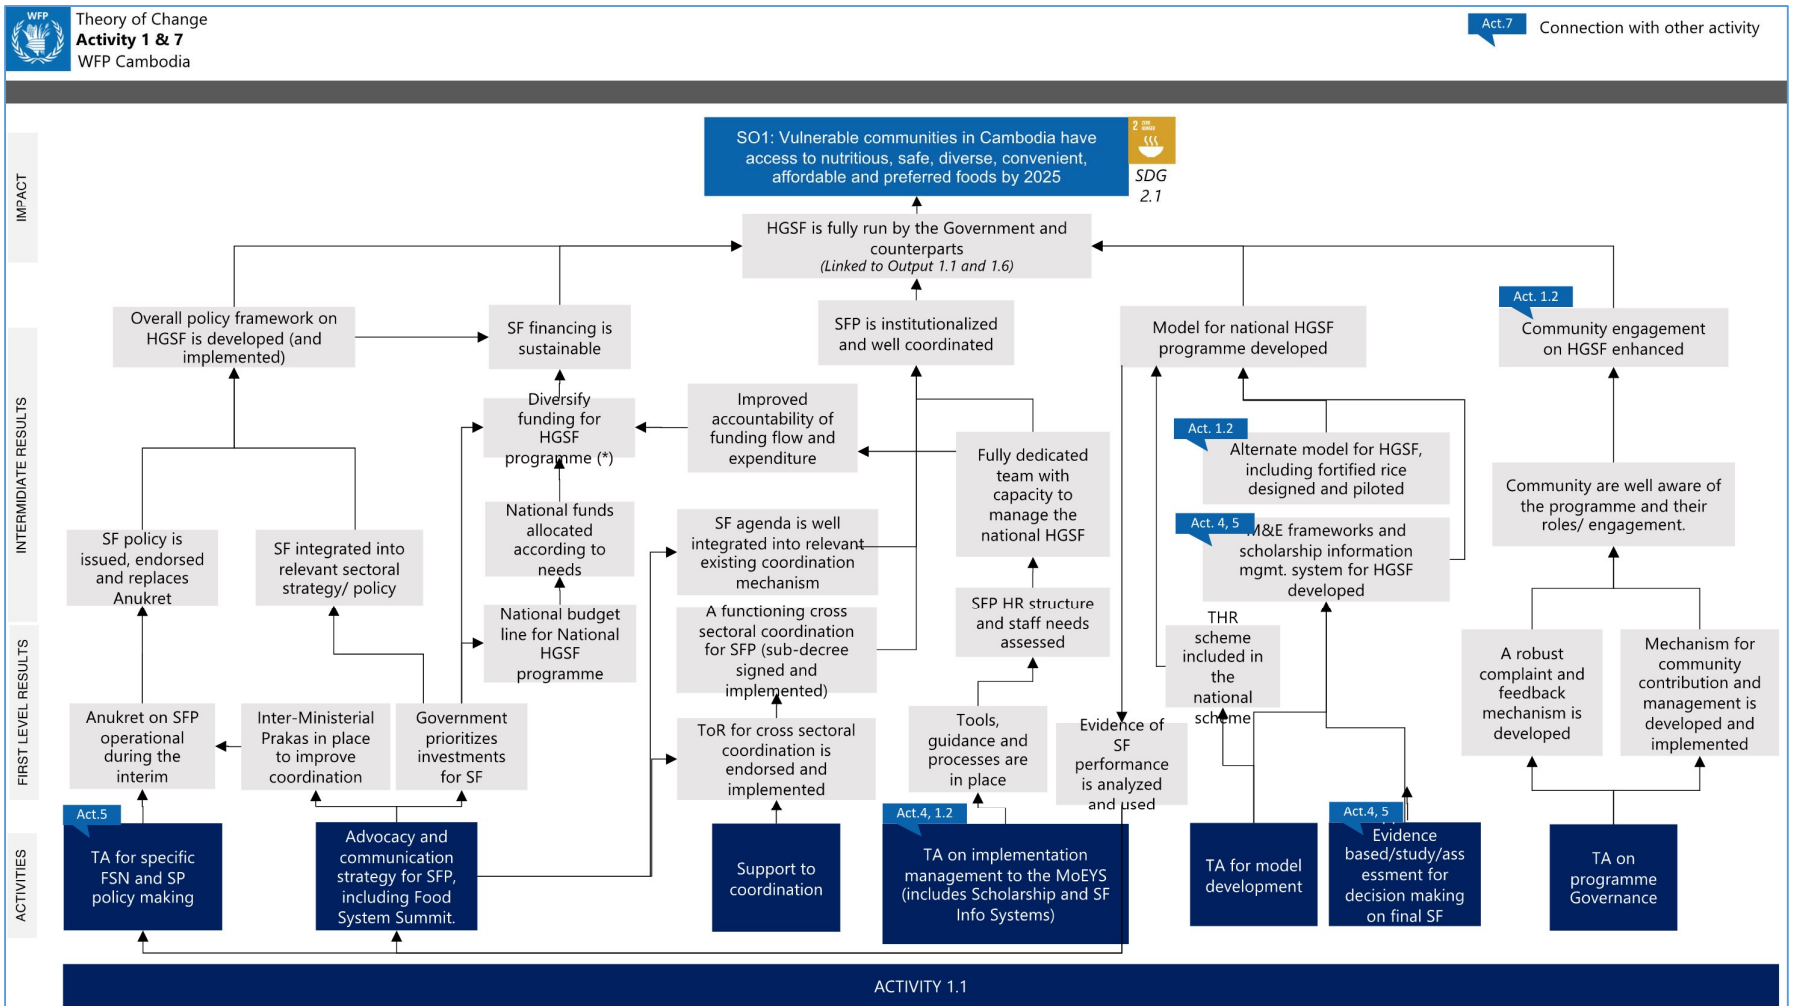 WFP
Theory of Change
Activity 1 & 7
WFP Cambodia
Act.7
Connection with other activity
IMPACT
SO1: Vulnerable communities in Cambodia have
access to nutritious, safe, diverse, convenient,
affordable and preferred foods by 2025
2 ZERO
HUNGER
SDG
2.1
HGSF is fully run by the Government and
counterparts
(Linked to Output 1.1 and 1.6)
INTERMIDIATE RESULTS
Overall policy framework on
HGSF is developed (and
implemented)
SF financing is
sustainable
SFP is institutionalized
and well coordinated
Model for national HGSF
programme developed
Act. 1.2
Community engagement
on HGSF enhanced
Diversify
funding for
HGSF
programme (*)
Improved
accountability of
funding flow and
expenditure
Fully dedicated
team with
capacity to
manage the
national HGSF
Act. 1.2
Alternate model for HGSF,
including fortified rice
designed and piloted
Community are well aware of
the programme and their
roles/ engagement.
SF policy is
issued, endorsed
and replaces
Anukret
SF integrated into
relevant sectoral
strategy/ policy
National funds
allocated
according to
needs
SF agenda is well
integrated into relevant
existing coordination
mechanism
Act. 4, 5
M&E frameworks and
scholarship information
mgmt. system for HGSF
developed
FIRST LEVEL RESULTS
National budget
line for National
HGSF
programme
A functioning cross
sectoral coordination
for SFP (sub-decree
signed and
implemented)
SFP HR structure
and staff needs
assessed
THR
scheme
included in
the
national
scheme
A robust
complaint and
feedback
mechanism is
developed
Mechanism for
community
contribution and
management is
developed and
implemented
Anukret on SFP
operational
during the
interim
Inter-Ministerial
Prakas in place
to improve
coordination
Government
prioritizes
investments
for SF
ToR for cross sectoral
coordination is
endorsed and
implemented
Tools,
guidance and
processes are
in place
Evidence of
SF
performance
is analyzed
and used
ACTIVITIES
Act.5
TA for specific
FSN and SP
policy making
Advocacy and
communication
strategy for SFP,
including Food
System Summit.
Support to
coordination
Act.4, 1.2
TA on implementation
management to the MoEYS
(includes Scholarship and SF
Info Systems)
TA for model
development
Act.4, 5
Evidence
based/study/ass
essment for
decision making
on final SF
TA on
programme
Governance
ACTIVITY 1.1